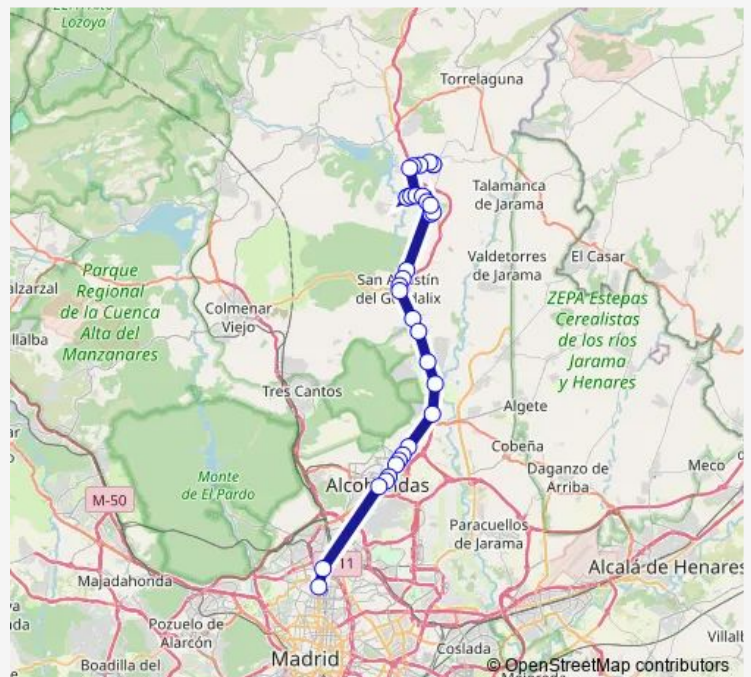 Lozoya
Torrelaguna
Talamanca
de Jarama
Valdetorres
de Jarama
El Casar
Parque
Regional
de la Cuenca
Alta del
Manzanares
Colmenar
Viejo
San Agustín
del Guadalix
ZEPA Estepas
Cerealistas
de los ríos
Jarama
y Henares
Tres Cantos
Algete
Cobeña
Monte
de El Pardo
Alcobendas
Daganzo de
Arriba
Meco
M-50
Paracuellos
de Jarama
11
Alcalá de Henares
Majadahonda
Pozuelo de
Alarcón
Boadilla del
Madrid
Coslada
© OpenStreetMap contributors